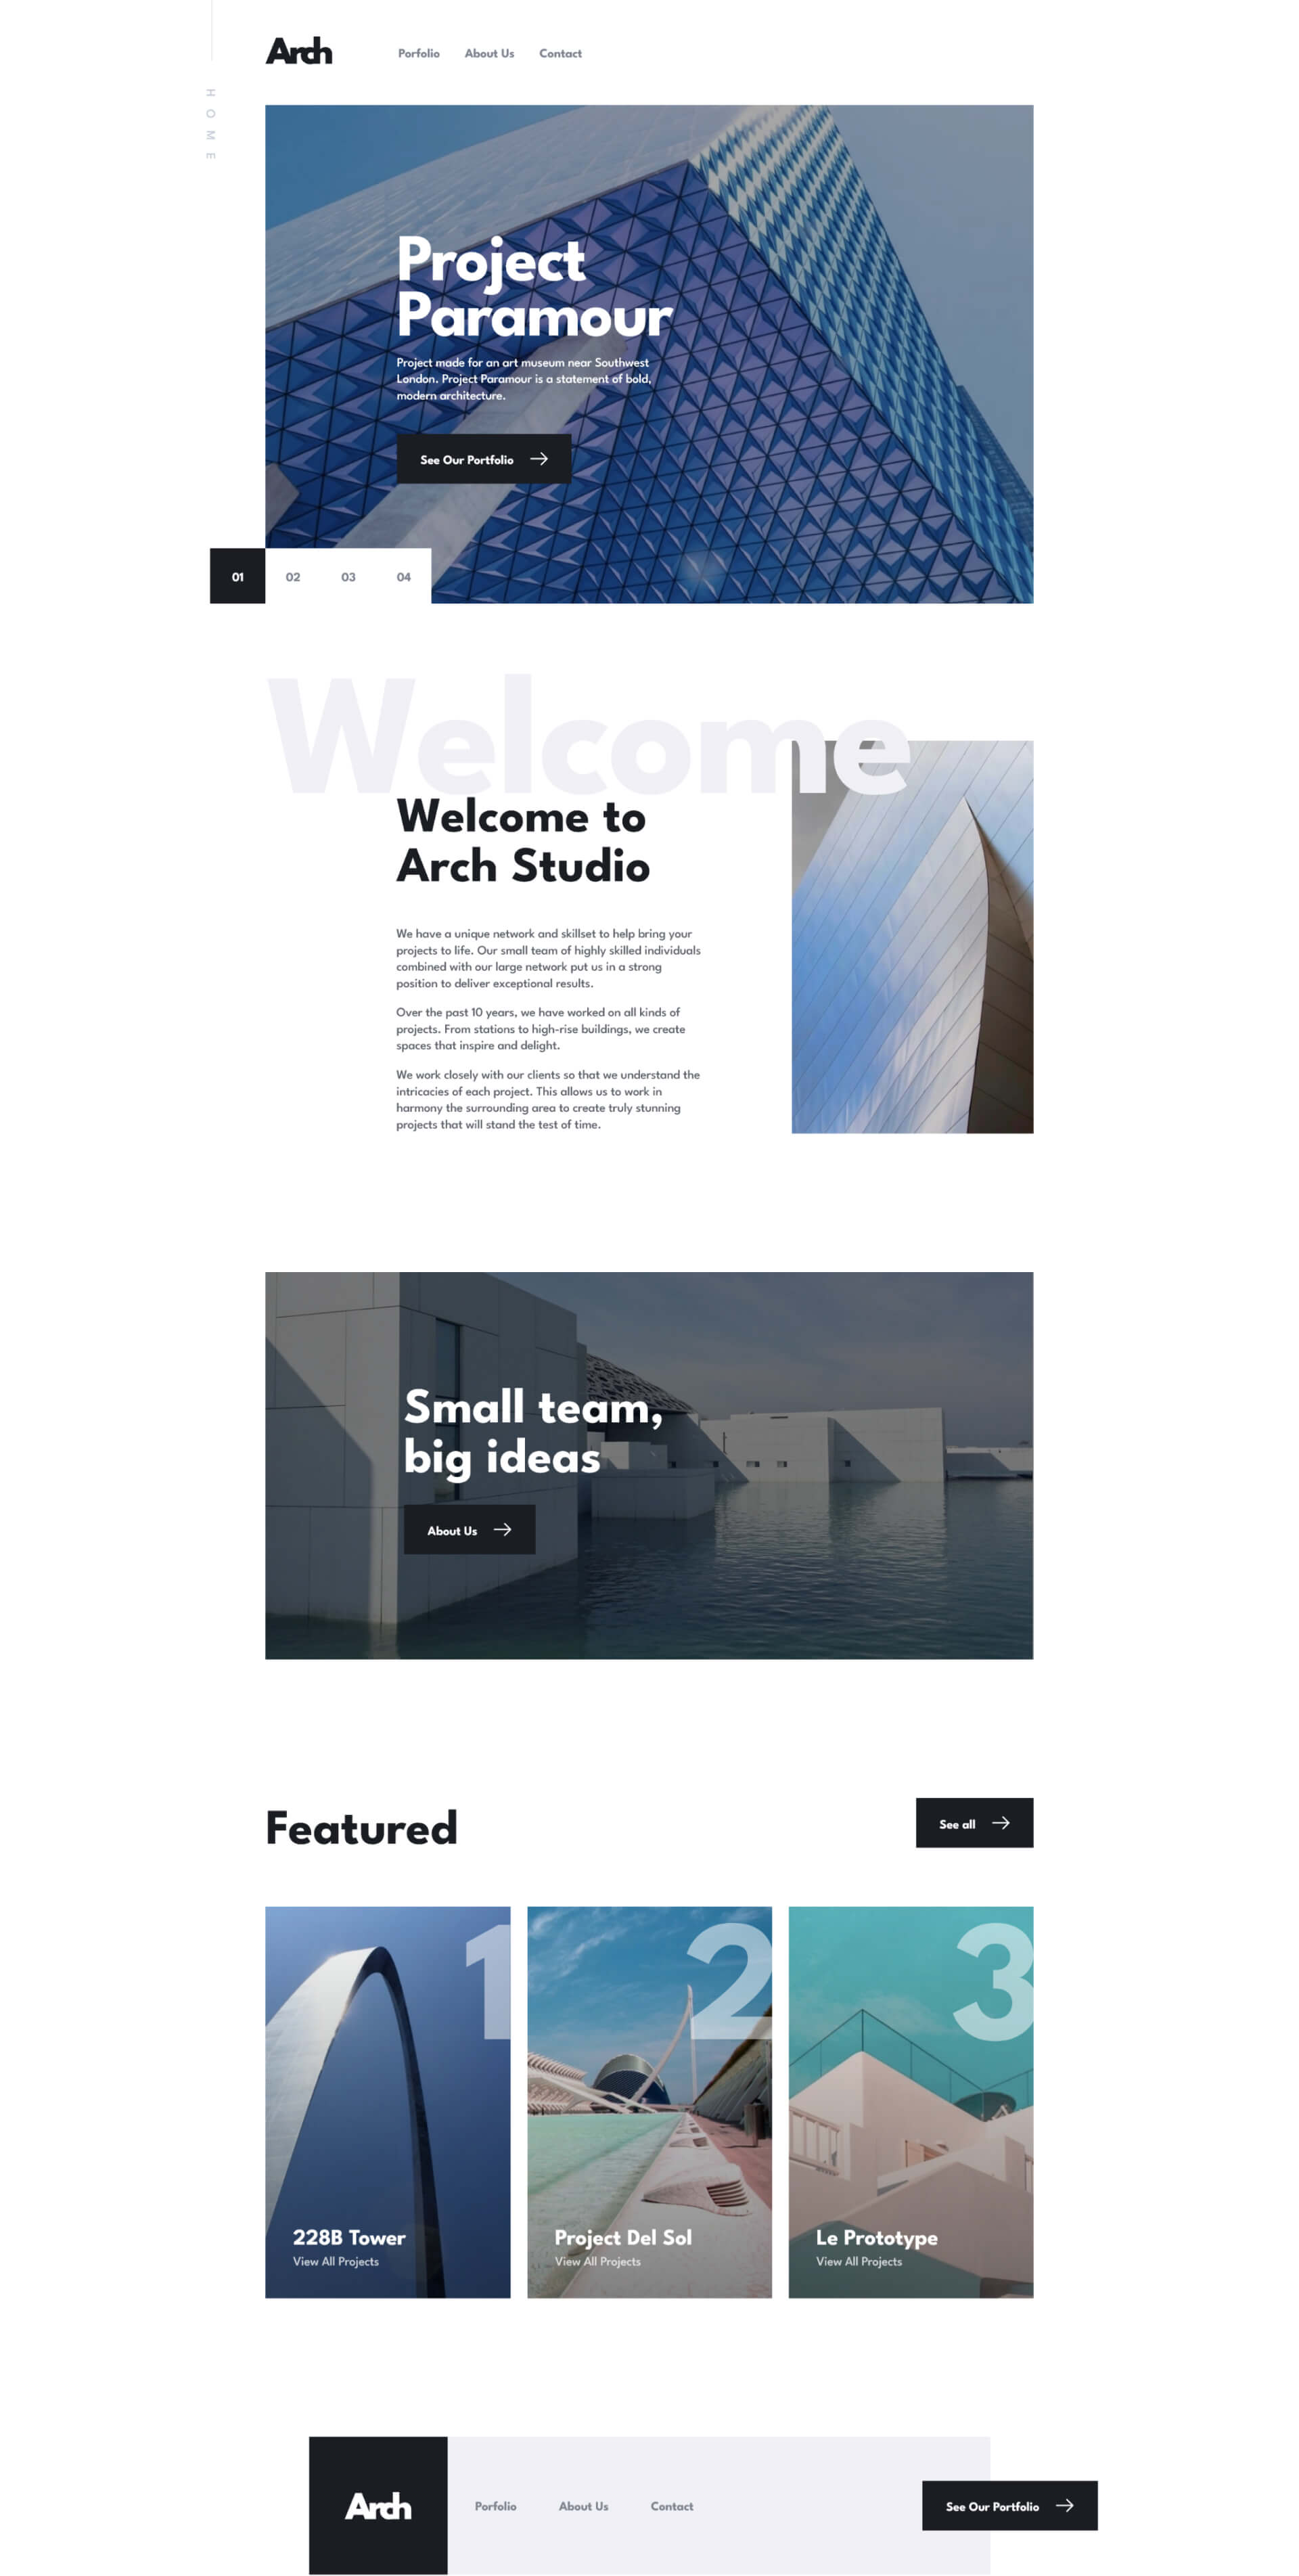 Arch
Porfolio About Us Contact
HOME
Project
Paramour
Project made for an art museum near Southwest
London. Project Paramour is a statement of bold,
modern architecture.
See Our Portfolio
01 02 03 04
Welcome
Welcome to
Arch Studio
We have a unique network and skillset to help bring your
projects to life. Our small team of highly skilled individuals
combined with our large network put us in a strong
position to deliver exceptional results.
Over the past 10 years, we have worked on all kinds of
projects. From stations to high-rise buildings, we create
spaces that inspire and delight.
We work closely with our clients so that we understand the
intricacies of each project. This allows us to work in
harmony the surrounding area to create truly stunning
projects that will stand the test of time.
Small team,
big ideas
About Us
Featured
See all
1
228B Tower
View All Projects
2
Project Del Sol
View All Projects
3
Le Prototype
View All Projects
Arch
Porfolio About Us Contact
See Our Portfolio